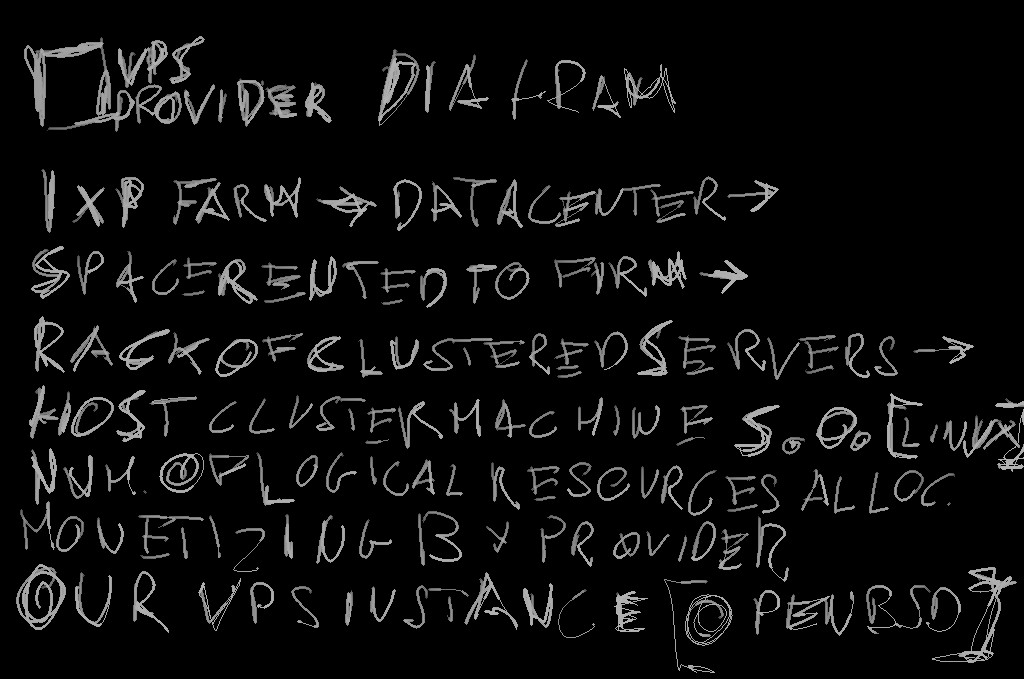 VPS
PROVIDER DIAGRAM
IXP FARM → DATACENTER →
SPACE RENTED TO FIRM →
RACK OF CLUSTERED SERVERS →
HOST CLUSTER MACHINE S.O. [LINUX]
NUM. OF LOGICAL RESOURCES ALLOC.
MONETIZING BY PROVIDER
OUR VPS INSTANCE [OPENBSD]